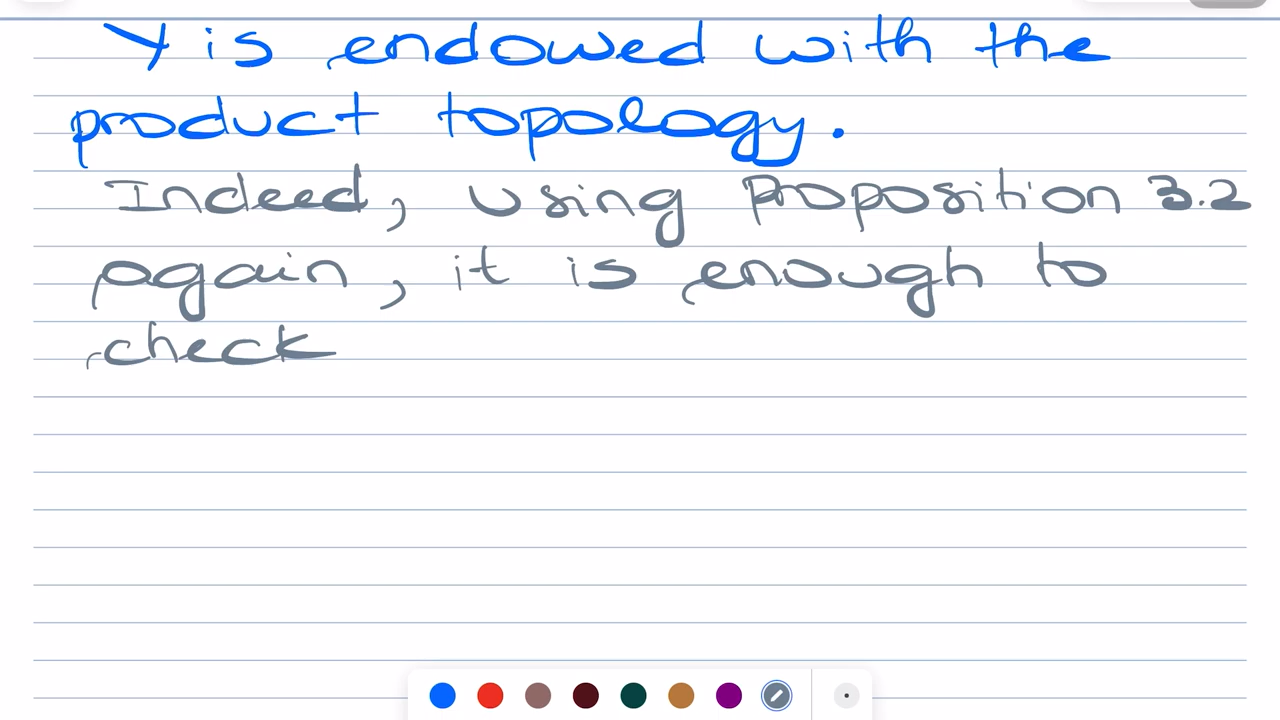 Y is endowed with the
product topology.
Indeed, using Proposition 3.2
again, it is enough to
check